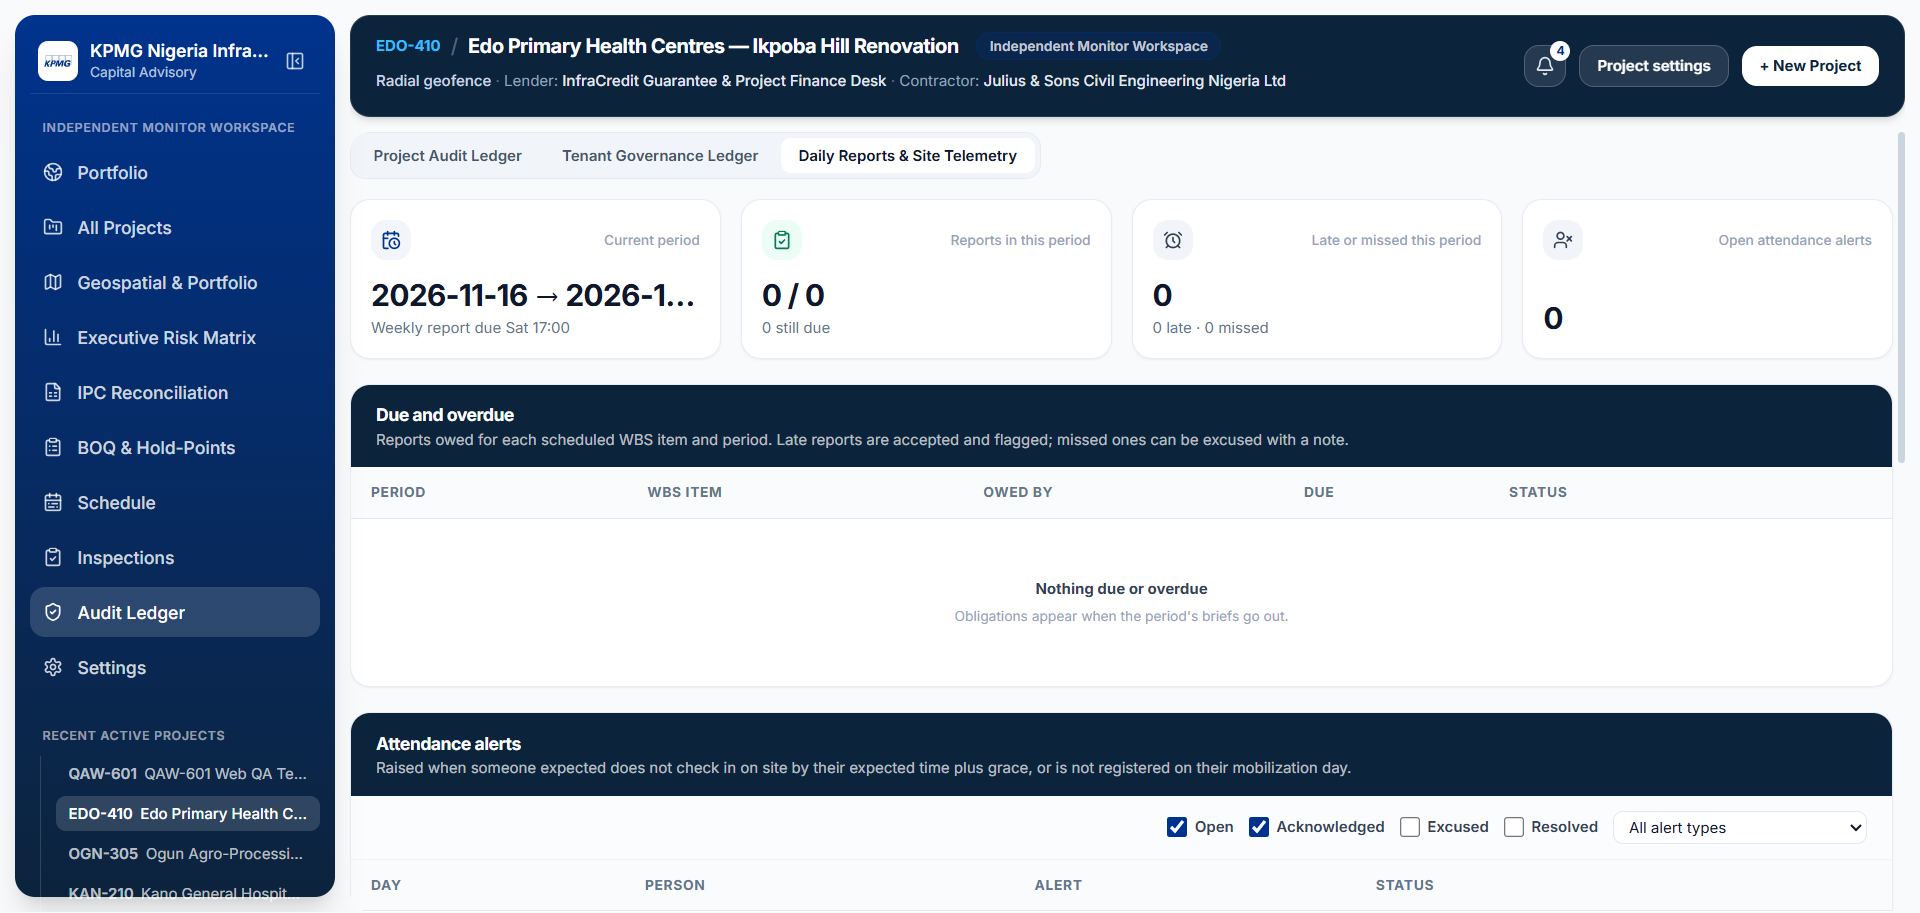 KPMG
KPMG Nigeria Infra...
Capital Advisory
INDEPENDENT MONITOR WORKSPACE
Portfolio
All Projects
Geospatial & Portfolio
Executive Risk Matrix
IPC Reconciliation
BOQ & Hold-Points
Schedule
Inspections
Audit Ledger
Settings
RECENT ACTIVE PROJECTS
QAW-601 QAW-601 Web QA Te...
EDO-410 Edo Primary Health C...
OGN-305 Ogun Agro-Processi...
KAN-210 Kano General Hospit...
EDO-410 / Edo Primary Health Centres — Ikpoba Hill Renovation Independent Monitor Workspace
Radial geofence · Lender: InfraCredit Guarantee & Project Finance Desk · Contractor: Julius & Sons Civil Engineering Nigeria Ltd
4
Project settings
+ New Project
Project Audit Ledger Tenant Governance Ledger Daily Reports & Site Telemetry
Current period
2026-11-16 → 2026-1...
Weekly report due Sat 17:00
Reports in this period
0 / 0
0 still due
Late or missed this period
0
0 late · 0 missed
Open attendance alerts
0
Due and overdue
Reports owed for each scheduled WBS item and period. Late reports are accepted and flagged; missed ones can be excused with a note.
PERIOD WBS ITEM OWED BY DUE STATUS
Nothing due or overdue
Obligations appear when the period's briefs go out.
Attendance alerts
Raised when someone expected does not check in on site by their expected time plus grace, or is not registered on their mobilization day.
Open Acknowledged Excused Resolved All alert types
DAY PERSON ALERT STATUS